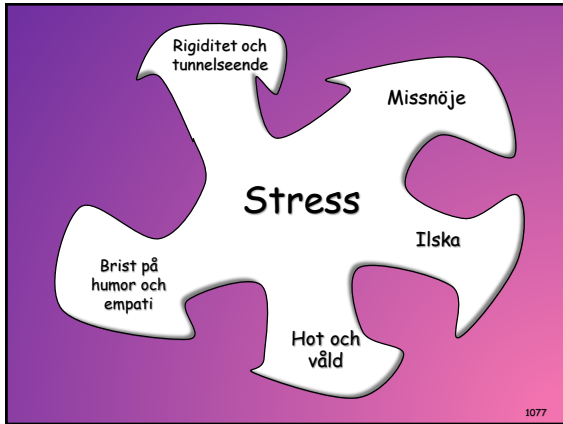 Rigiditet och
tunnelseende
Missnöje
Stress
Ilska
Brist på
humor och
empati
Hot och
våld
1077